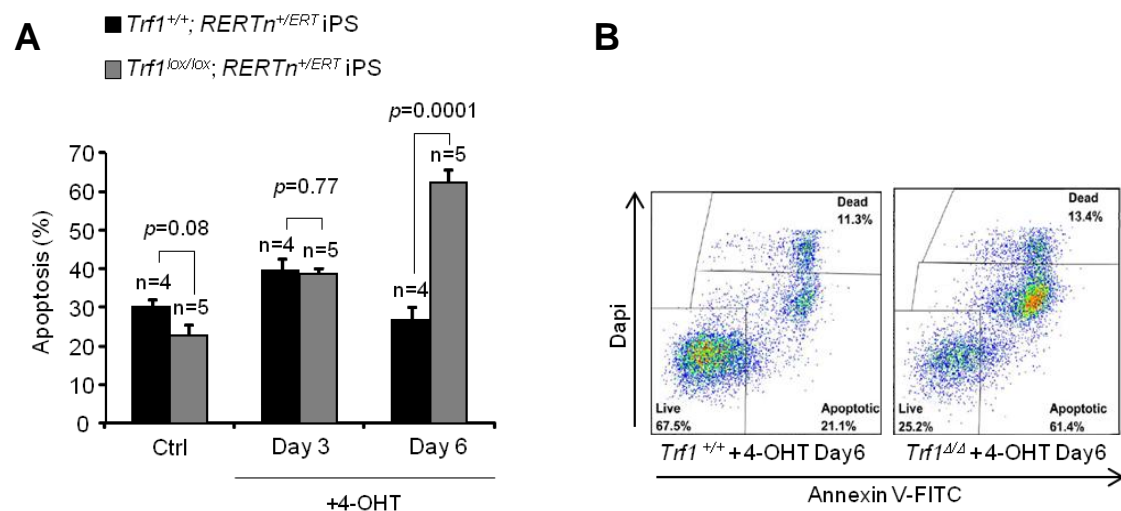 A
Trf1+/+; RERTn+/ERT iPS
Trf1lox/lox; RERTn+/ERT iPS
Apoptosis (%)
70
60
50
40
30
20
10
0
p=0.08
n=4
n=5
p=0.77
n=4
n=5
p=0.0001
n=5
n=4
Ctrl
Day 3
Day 6
+4-OHT
B
Dapi
Dead
11.3%
Live
67.5%
Apoptotic
21.1%
Trf1 +/+ +4-OHT Day6
Dead
13.4%
Live
25.2%
Apoptotic
61.4%
Trf1Δ/Δ +4-OHT Day6
Annexin V-FITC